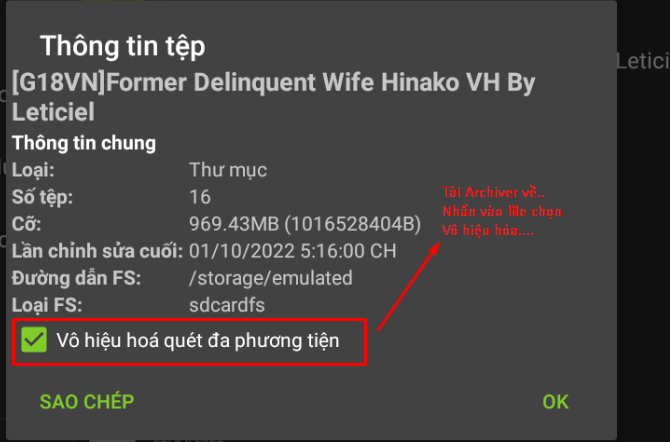 Thông tin tệp
Letici
[G18VN]Former Delinquent Wife Hinako VH By
Leticiel
Thông tin chung
Loại: Thư mục
Số tệp: 16
Cỡ: 969.43MB (1016528404B)
Lần chỉnh sửa cuối: 01/10/2022 5:16:00 CH
Đường dẫn FS: /storage/emulated
Loại FS: sdcardfs
Vô hiệu hoá quét đa phương tiện
SAO CHÉP OK
Tải Archiver về..
Nhấn vào file chọn
Vô hiệu hóa....